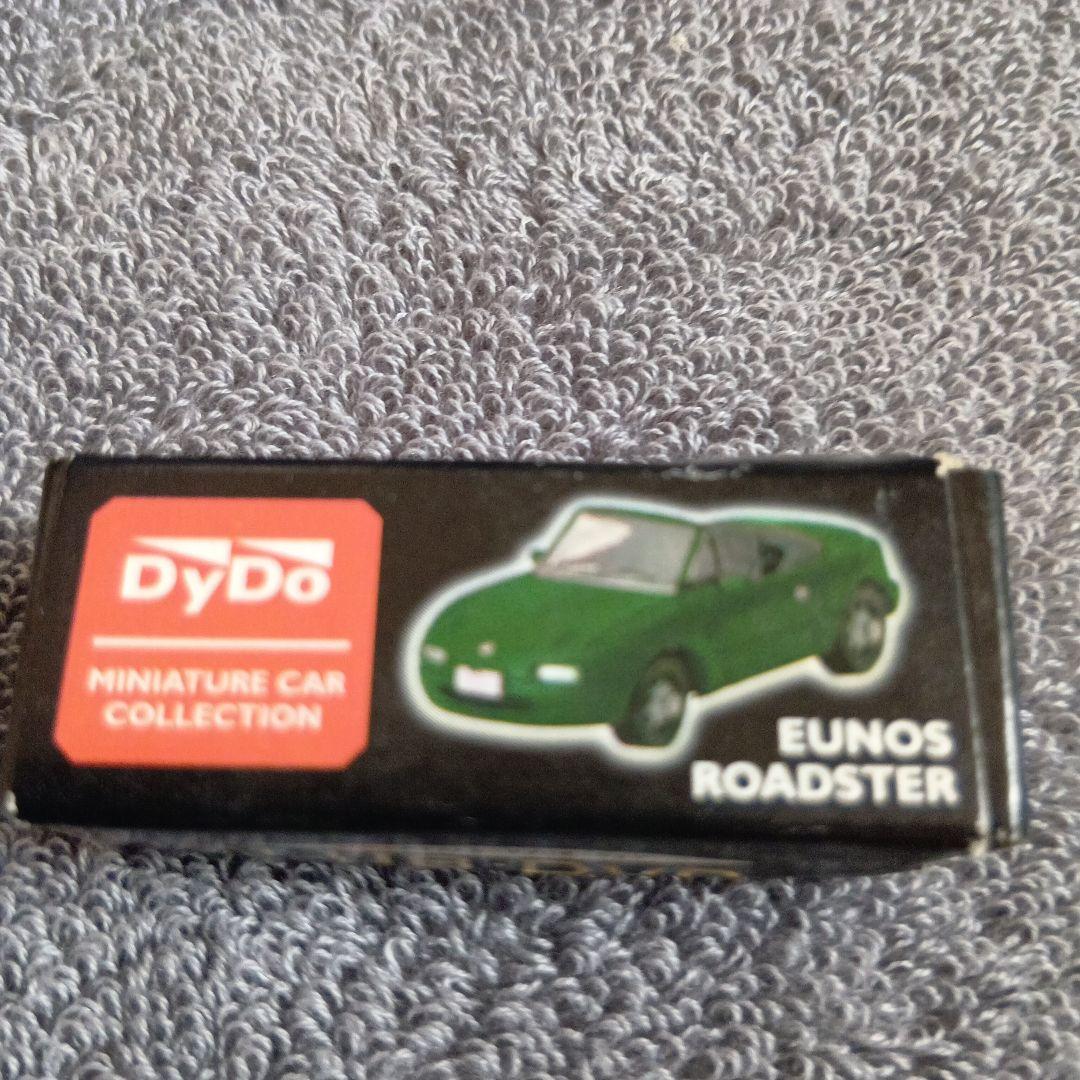 DyDo
MINIATURE CAR
COLLECTION
EUNOS
ROADSTER